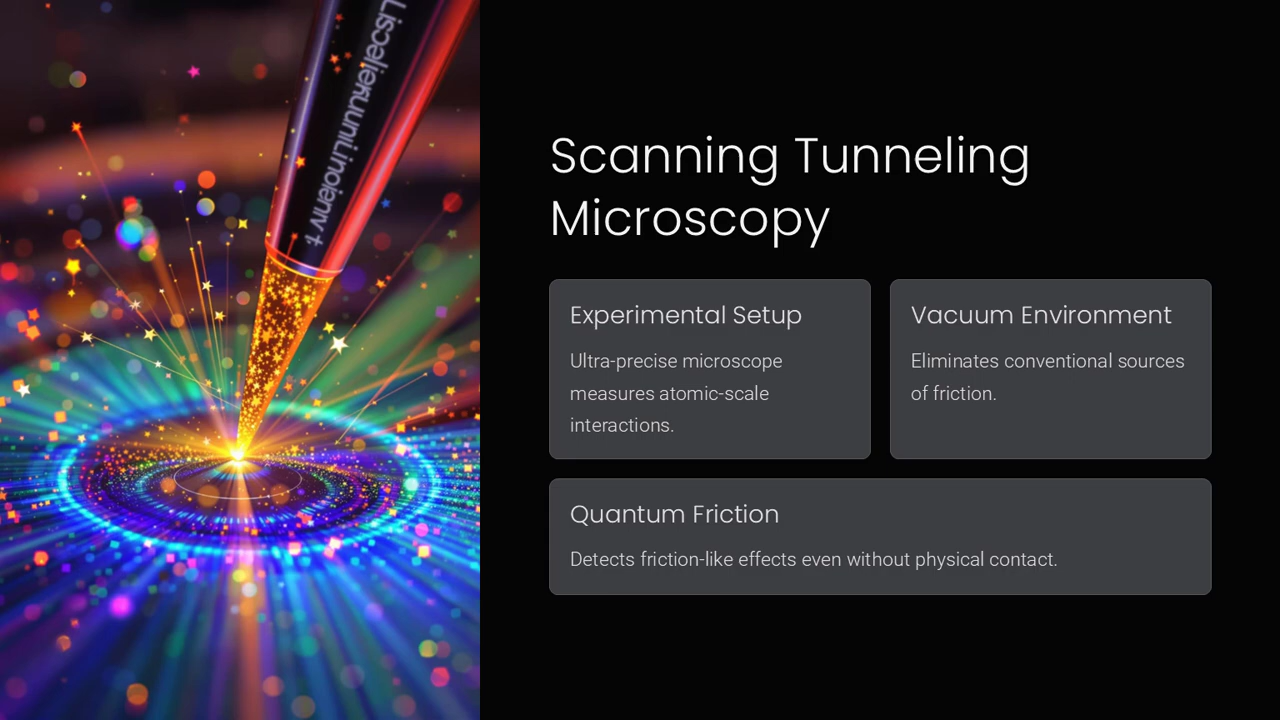 Scanning Tunneling
Microscopy
Experimental Setup
Ultra-precise microscope
measures atomic-scale
interactions.
Vacuum Environment
Eliminates conventional sources
of friction.
Quantum Friction
Detects friction-like effects even without physical contact.